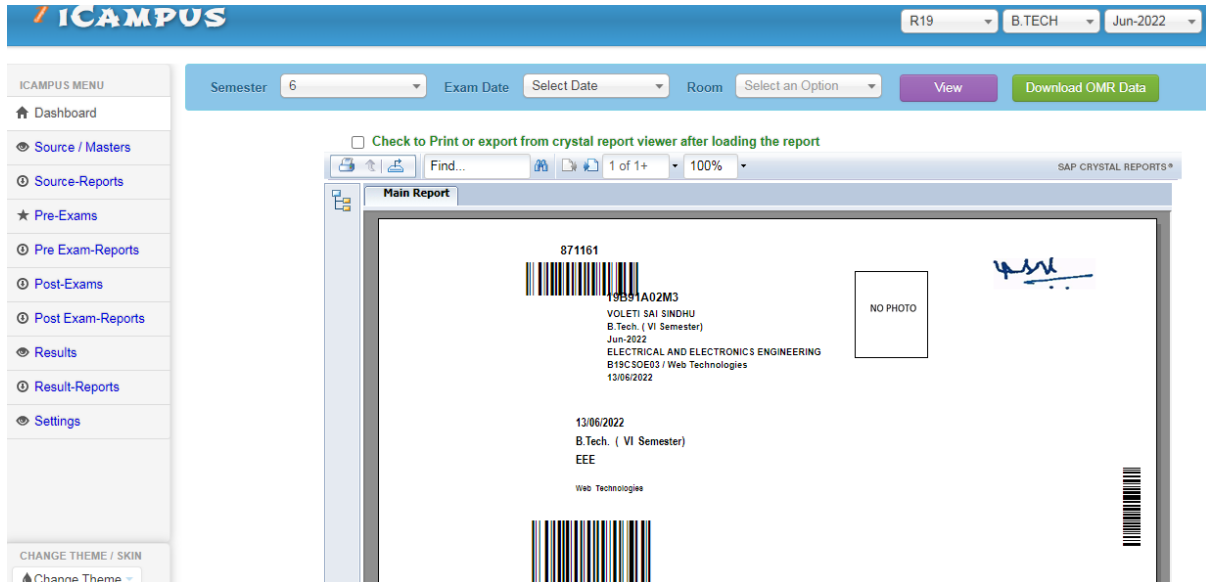 iCAMPUS
R19 B.TECH Jun-2022
ICAMPUS MENU
Dashboard
Source / Masters
Source-Reports
Pre-Exams
Pre Exam-Reports
Post-Exams
Post Exam-Reports
Results
Result-Reports
Settings
CHANGE THEME / SKIN
Change Theme
Semester 6 Exam Date Select Date Room Select an Option View Download OMR Data
Check to Print or export from crystal report viewer after loading the report
Find... 1 of 1+ 100% SAP CRYSTAL REPORTS®
Main Report
871161
19B91A02M3
VOLETI SAI SINDHU
B.Tech. ( VI Semester)
Jun-2022
ELECTRICAL AND ELECTRONICS ENGINEERING
B19CSOE03 / Web Technologies
13/06/2022
NO PHOTO
13/06/2022
B.Tech. ( VI Semester)
EEE
Web Technologies